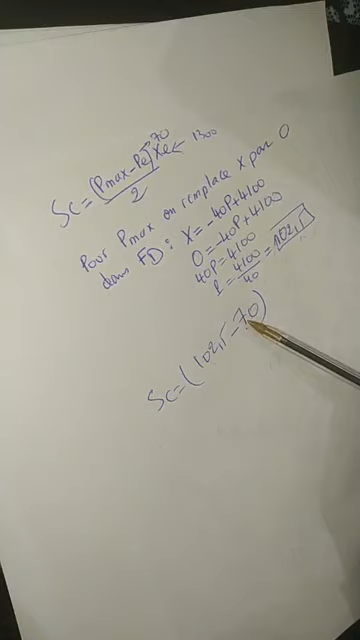 70
Sc = (Pmax - Pe) Xe ← 1300
2
Pour Pmax on remplace X par 0
dans FD: X = -40P + 4100
0 = -40P + 4100
40P = 4100
P = 4100/40 = 102,5
Sc = (102,5 - 70)